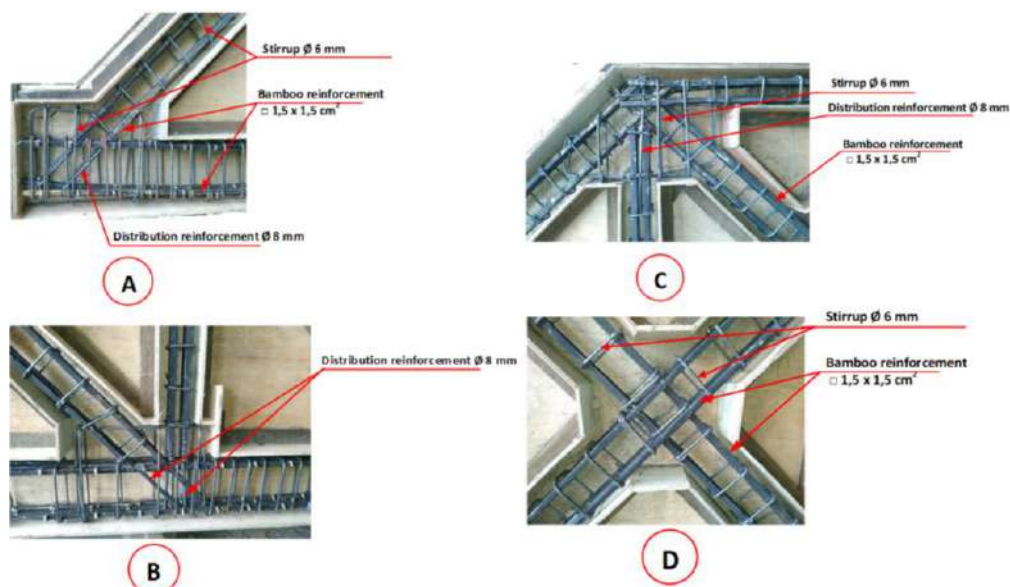 Stirrup Ø 6 mm
Bamboo reinforcement
□ 1,5 x 1,5 cm²
Distribution reinforcement Ø 8 mm
A
Stirrup Ø 6 mm
Distribution reinforcement Ø 8 mm
Bamboo reinforcement
□ 1,5 x 1,5 cm²
C
Distribution reinforcement Ø 8 mm
B
Stirrup Ø 6 mm
Bamboo reinforcement
□ 1,5 x 1,5 cm²
D